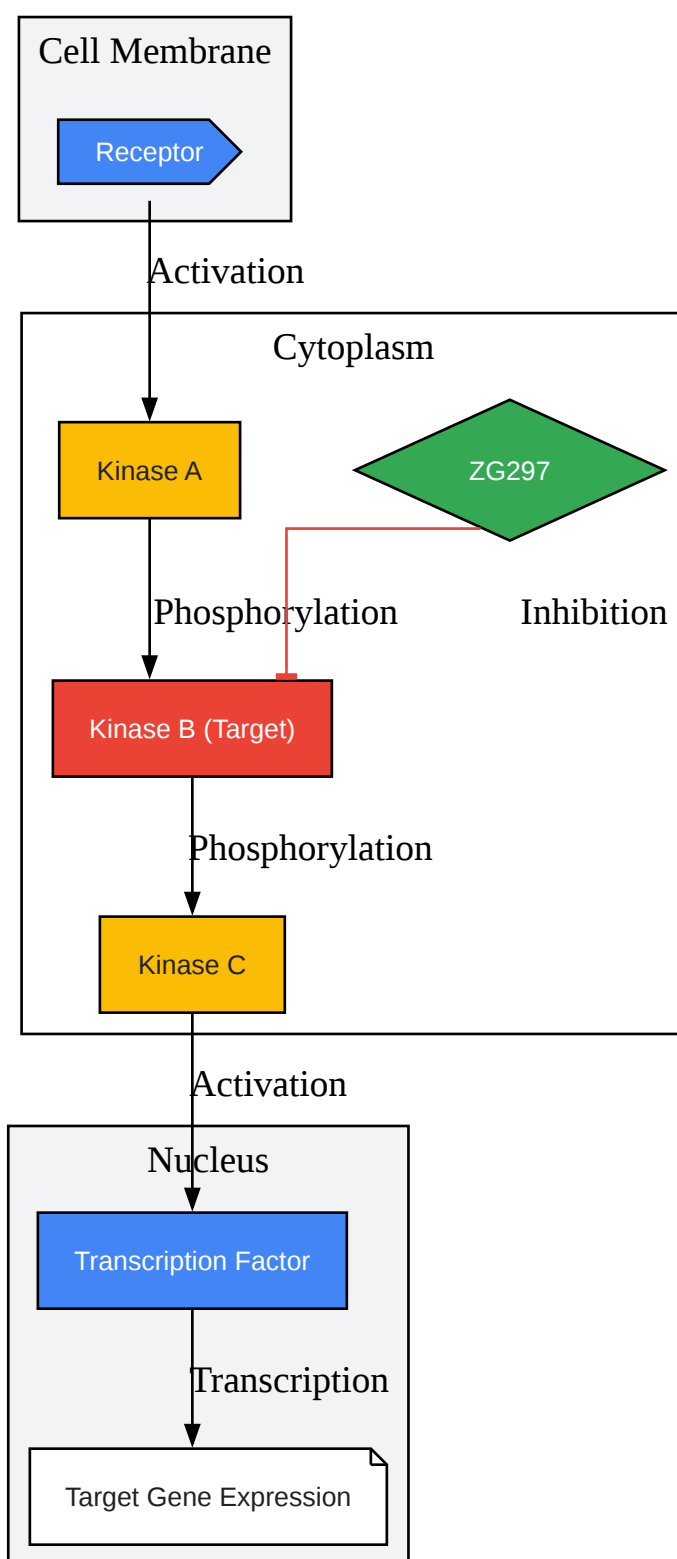 Cell Membrane
Receptor
Activation
Cytoplasm
Kinase A
ZG297
Phosphorylation
Inhibition
Kinase B (Target)
Phosphorylation
Kinase C
Activation
Nucleus
Transcription Factor
Transcription
Target Gene Expression